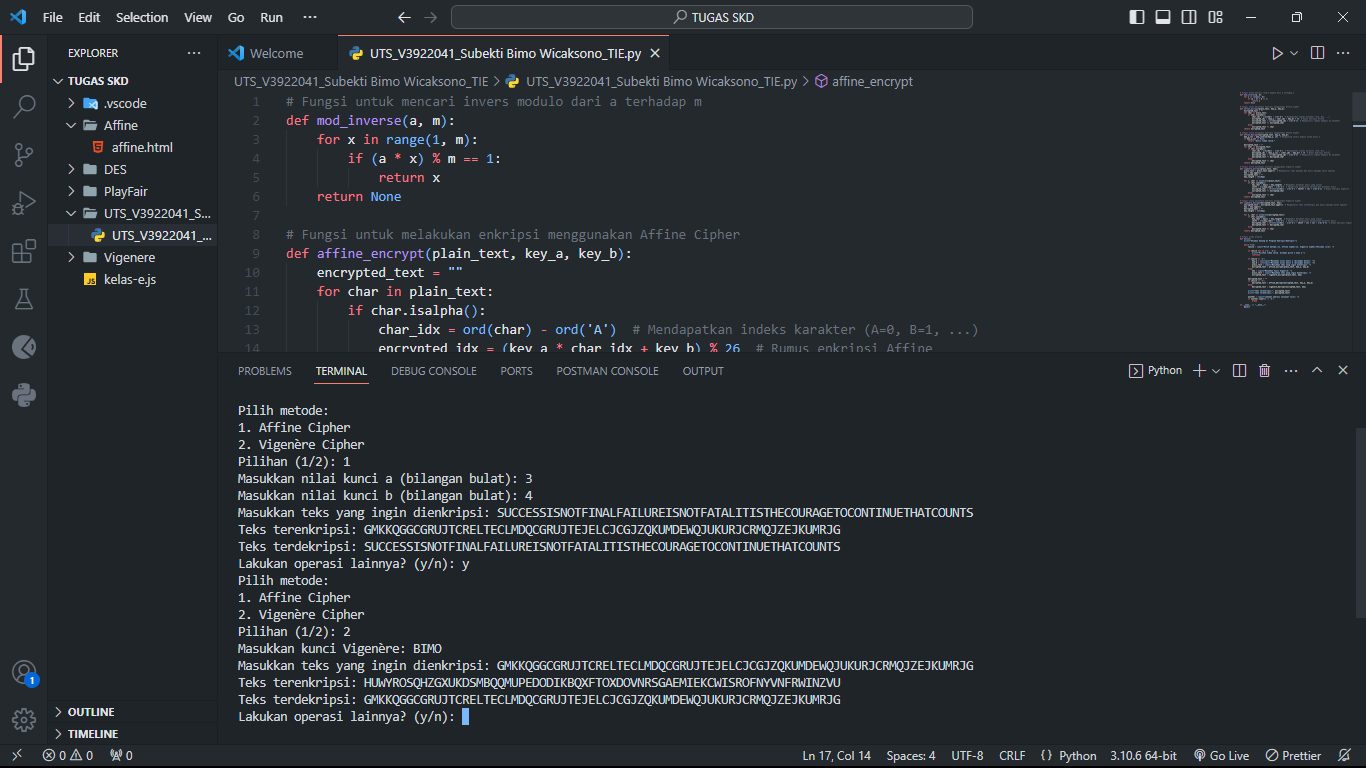 File Edit Selection View Go Run ··· TUGAS SKD
EXPLORER ···
TUGAS SKD
.vscode
Affine
affine.html
DES
PlayFair
UTS_V3922041_S...
UTS_V3922041_...
Vigenere
kelas-e.js
OUTLINE
TIMELINE
Welcome UTS_V3922041_Subekti Bimo Wicaksono_TIE.py
UTS_V3922041_Subekti Bimo Wicaksono_TIE > UTS_V3922041_Subekti Bimo Wicaksono_TIE.py > affine_encrypt
1 # Fungsi untuk mencari invers modulo dari a terhadap m
2 def mod_inverse(a, m):
3 for x in range(1, m):
4 if (a * x) % m == 1:
5 return x
6 return None
7
8 # Fungsi untuk melakukan enkripsi menggunakan Affine Cipher
9 def affine_encrypt(plain_text, key_a, key_b):
10 encrypted_text = ""
11 for char in plain_text:
12 if char.isalpha():
13 char_idx = ord(char) - ord('A') # Mendapatkan indeks karakter (A=0, B=1, ...)
14 encrypted_idx = (key_a * char_idx + key_b) % 26 # Rumus enkripsi Affine
PROBLEMS TERMINAL DEBUG CONSOLE PORTS POSTMAN CONSOLE OUTPUT Python
Pilih metode:
1. Affine Cipher
2. Vigenère Cipher
Pilihan (1/2): 1
Masukkan nilai kunci a (bilangan bulat): 3
Masukkan nilai kunci b (bilangan bulat): 4
Masukkan teks yang ingin dienkripsi: SUCCESSISNOTFINALFAILUREISNOTFATALITISTHECOURAGETOCONTINUETHATCOUNTS
Teks terenkripsi: GMKKQGGCGRUJTCRELTECLMDQCGRUJTEJELCJCGJZQKUMDEWQJUKURJCRMQJZEJKUMRJG
Teks terdekripsi: SUCCESSISNOTFINALFAILUREISNOTFATALITISTHECOURAGETOCONTINUETHATCOUNTS
Lakukan operasi lainnya? (y/n): y
Pilih metode:
1. Affine Cipher
2. Vigenère Cipher
Pilihan (1/2): 2
Masukkan kunci Vigenère: BIMO
Masukkan teks yang ingin dienkripsi: GMKKQGGCGRUJTCRELTECLMDQCGRUJTEJELCJCGJZQKUMDEWQJUKURJCRMQJZEJKUMRJG
Teks terenkripsi: HUWYROSQHZGXUKDSMBQQMUPEDODIKBQXFTOXDOVNRSGAEMIEKCWISROFNYVNFRWINZVU
Teks terdekripsi: GMKKQGGCGRUJTCRELTECLMDQCGRUJTEJELCJCGJZQKUMDEWQJUKURJCRMQJZEJKUMRJG
Lakukan operasi lainnya? (y/n):
1
0 0 0 Ln 17, Col 14 Spaces: 4 UTF-8 CRLF Python 3.10.6 64-bit Go Live Prettier